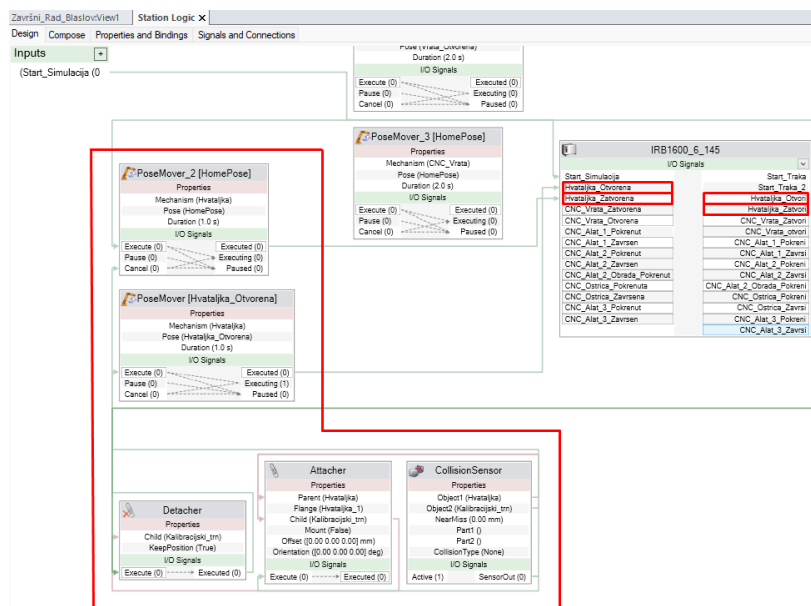 Završni_Rad_Blaslov:View1
Station Logic X
Design Compose Properties and Bindings Signals and Connections
Inputs +
(Start_Simulacija (0
Pose (Vrata_Otvorena)
Duration (2.0 s)
I/O Signals
Execute (0) Executed (0)
Pause (0) Executing (0)
Cancel (0) Paused (0)
PoseMover_3 [HomePose]
Properties
Mechanism (CNC_Vrata)
Pose (HomePose)
Duration (2.0 s)
I/O Signals
Execute (0) Executed (0)
Pause (0) Executing (0)
Cancel (0) Paused (0)
IRB1600_6_145
I/O Signals
Start_Simulacija Start_Traka
Hvataljka_Otvorena Start_Traka_2
Hvataljka_Zatvorena Hvataljka_Otvori
CNC_Vrata_Zatvorena Hvataljka_Zatvori
CNC_Vrata_Otvorena CNC_Vrata_Zatvori
CNC_Alat_1_Pokrenut CNC_Vrata_otvori
CNC_Alat_1_Zavrsen CNC_Alat_1_Pokreni
CNC_Alat_2_Pokrenut CNC_Alat_1_Zavrsi
CNC_Alat_2_Zavrsen CNC_Alat_2_Pokreni
CNC_Alat_2_Obrada_Pokrenut CNC_Alat_2_Zavrsi
CNC_Ostrica_Pokrenuta CNC_Alat_2_Obrada_Pokreni
CNC_Ostrica_Zavrsena CNC_Ostrica_Pokreni
CNC_Alat_3_Pokrenut CNC_Ostrica_Zavrsi
CNC_Alat_3_Zavrsen CNC_Alat_3_Pokreni
CNC_Alat_3_Zavrsi
PoseMover_2 [HomePose]
Properties
Mechanism (Hvataljka)
Pose (HomePose)
Duration (1.0 s)
I/O Signals
Execute (0) Executed (0)
Pause (0) Executing (0)
Cancel (0) Paused (0)
PoseMover [Hvataljka_Otvorena]
Properties
Mechanism (Hvataljka)
Pose (Hvataljka_Otvorena)
Duration (1.0 s)
I/O Signals
Execute (0) Executed (0)
Pause (0) Executing (1)
Cancel (0) Paused (0)
Detacher
Properties
Child (Kalibracijski_trn)
KeepPosition (True)
I/O Signals
Execute (0) Executed (0)
Attacher
Properties
Parent (Hvataljka)
Flange (Hvataljka_1)
Child (Kalibracijski_trn)
Mount (False)
Offset ([0.00 0.00 0.00] mm)
Orientation ([0.00 0.00 0.00] deg)
I/O Signals
Execute (0) Executed (0)
CollisionSensor
Properties
Object1 (Hvataljka)
Object2 (Kalibracijski_trn)
NearMiss (0.00 mm)
Part1 ()
Part2 ()
CollisionType (None)
I/O Signals
Active (1) SensorOut (0)